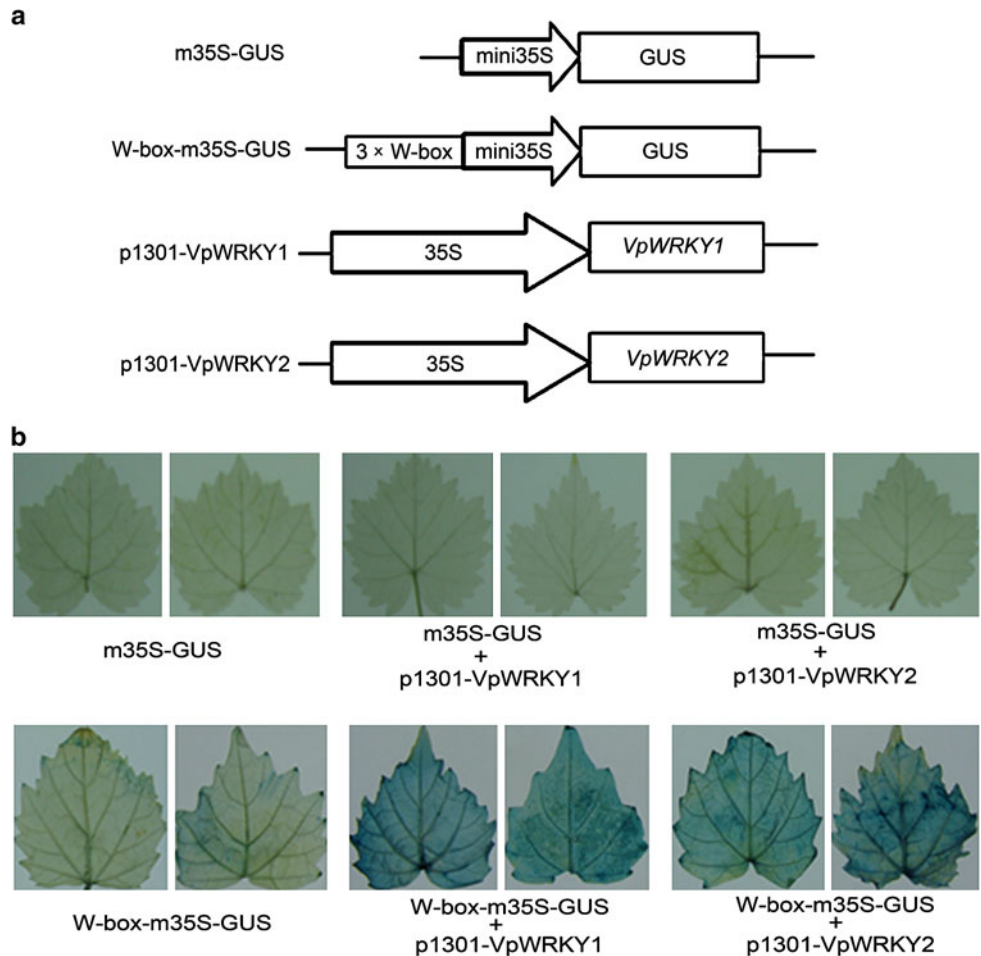 a
m35S-GUS
mini35S
GUS
W-box-m35S-GUS
3 × W-box
mini35S
GUS
p1301-VpWRKY1
35S
VpWRKY1
p1301-VpWRKY2
35S
VpWRKY2
b
m35S-GUS
m35S-GUS
+
p1301-VpWRKY1
m35S-GUS
+
p1301-VpWRKY2
W-box-m35S-GUS
W-box-m35S-GUS
+
p1301-VpWRKY1
W-box-m35S-GUS
+
p1301-VpWRKY2